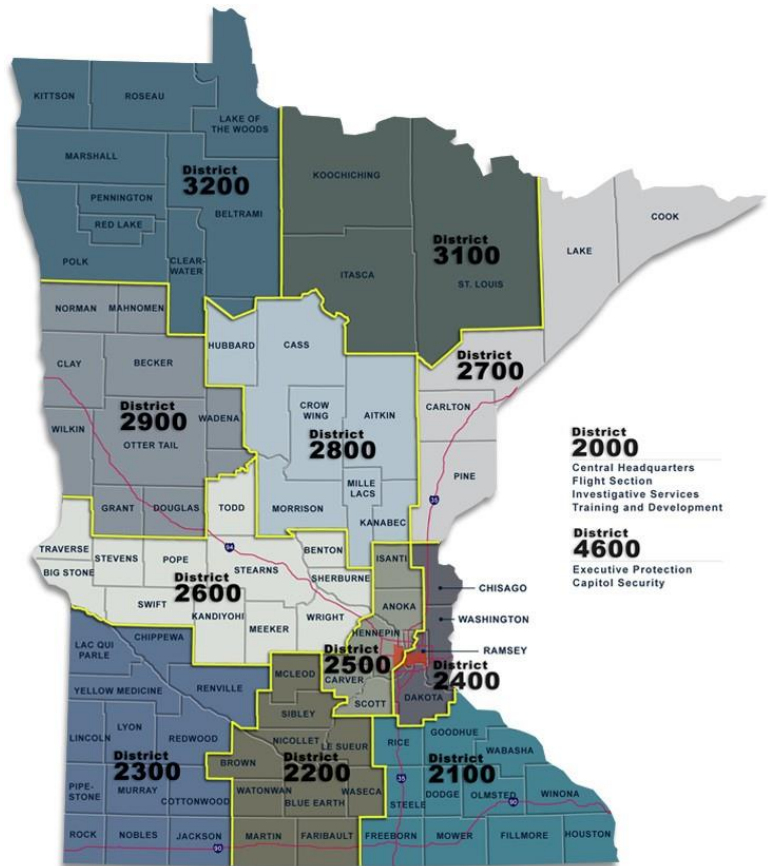 KITTSON
ROSEAU
LAKE OF
THE WOODS
MARSHALL
District
3200
PENNINGTON
BELTRAMI
RED LAKE
POLK
CLEAR-
WATER
KOOCHICHING
District
3100
ITASCA
ST. LOUIS
LAKE
COOK
NORMAN
MAHNOMEN
HUBBARD
CASS
District
2700
CLAY
BECKER
CROW
WING
AITKIN
CARLTON
District
2900
WADENA
WILKIN
OTTER TAIL
District
2800
MILLE
LACS
PINE
35
GRANT
DOUGLAS
TODD
MORRISON
KANABEC
District
2000
Central Headquarters
Flight Section
Investigative Services
Training and Development
District
4600
Executive Protection
Capitol Security
TRAVERSE
STEVENS
POPE
94
BENTON
ISANTI
BIG STONE
STEARNS
SHERBURNE
CHISAGO
District
2600
SWIFT
KANDIYOHI
MEEKER
WRIGHT
ANOKA
WASHINGTON
HENNEPIN
RAMSEY
LAC QUI
PARLE
CHIPPEWA
District
2500
CARVER
SCOTT
District
2400
DAKOTA
YELLOW MEDICINE
RENVILLE
MCLEOD
SIBLEY
LYON
LINCOLN
REDWOOD
NICOLLET
LE SUEUR
RICE
GOODHUE
WABASHA
District
2300
BROWN
District
2200
District
2100
PIPE-
STONE
MURRAY
COTTONWOOD
WATONWAN
BLUE EARTH
WASECA
35
STEELE
DODGE
OLMSTED
90
WINONA
ROCK
NOBLES
JACKSON
90
MARTIN
FARIBAULT
FREEBORN
MOWER
FILLMORE
HOUSTON